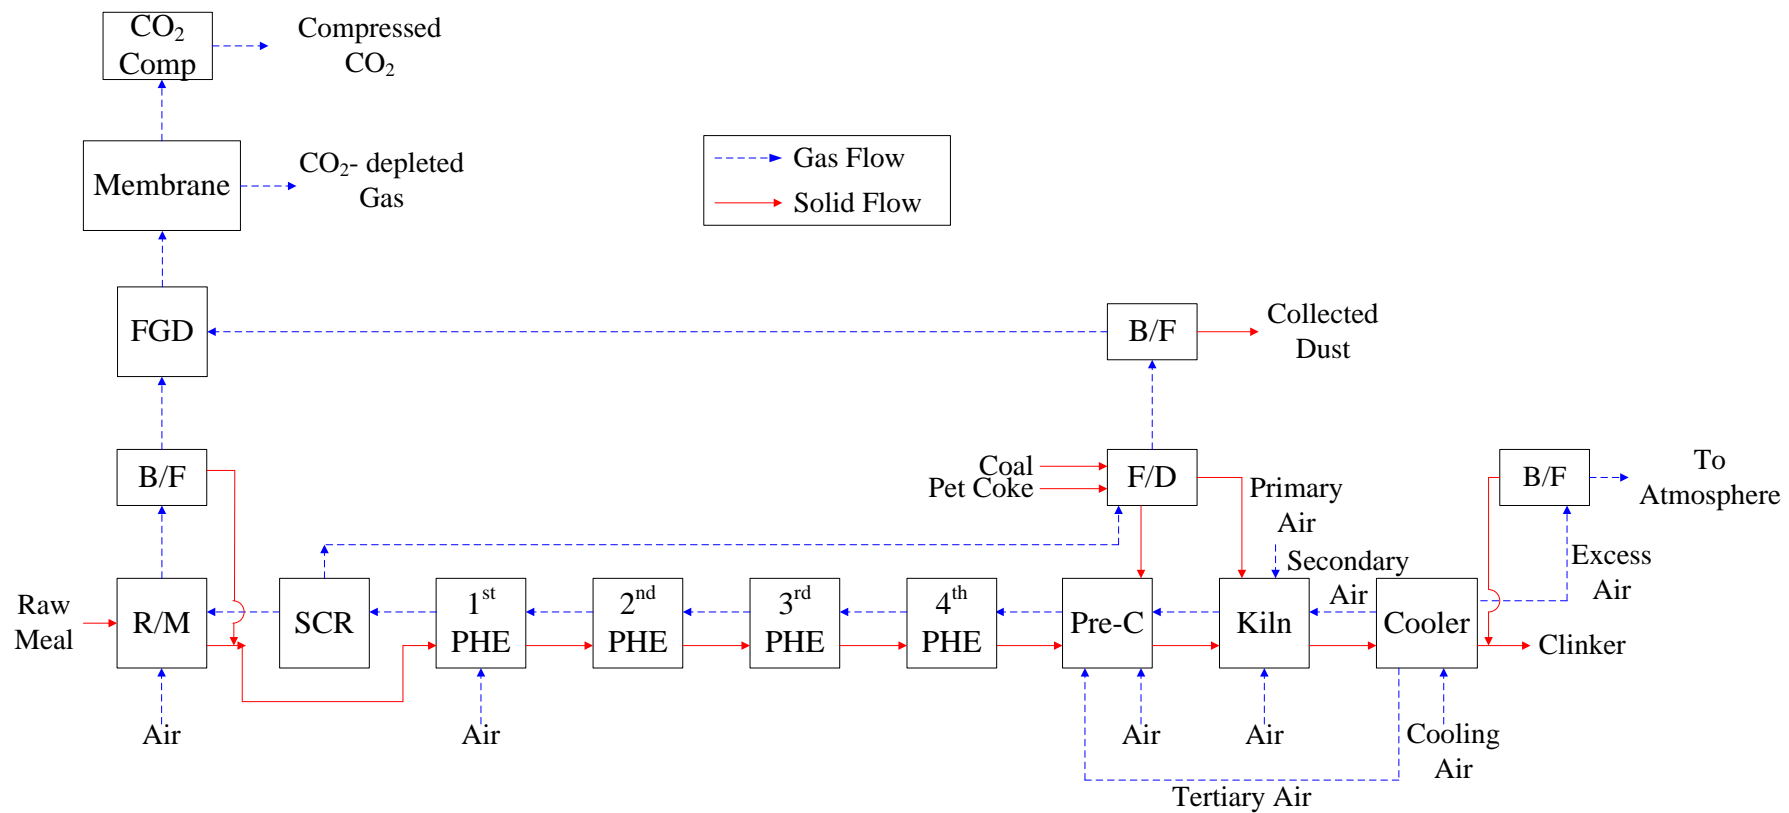 CO₂
Comp
Compressed
CO₂
Membrane
CO₂- depleted
Gas
Gas Flow
Solid Flow
FGD
B/F
Collected
Dust
B/F
Coal
Pet Coke
F/D
Primary
Air
B/F
To
Atmosphere
Secondary
Air
Excess
Air
Raw
Meal
R/M
SCR
1st
PHE
2nd
PHE
3rd
PHE
4th
PHE
Pre-C
Kiln
Cooler
Clinker
Air
Air
Air
Air
Cooling
Air
Tertiary Air